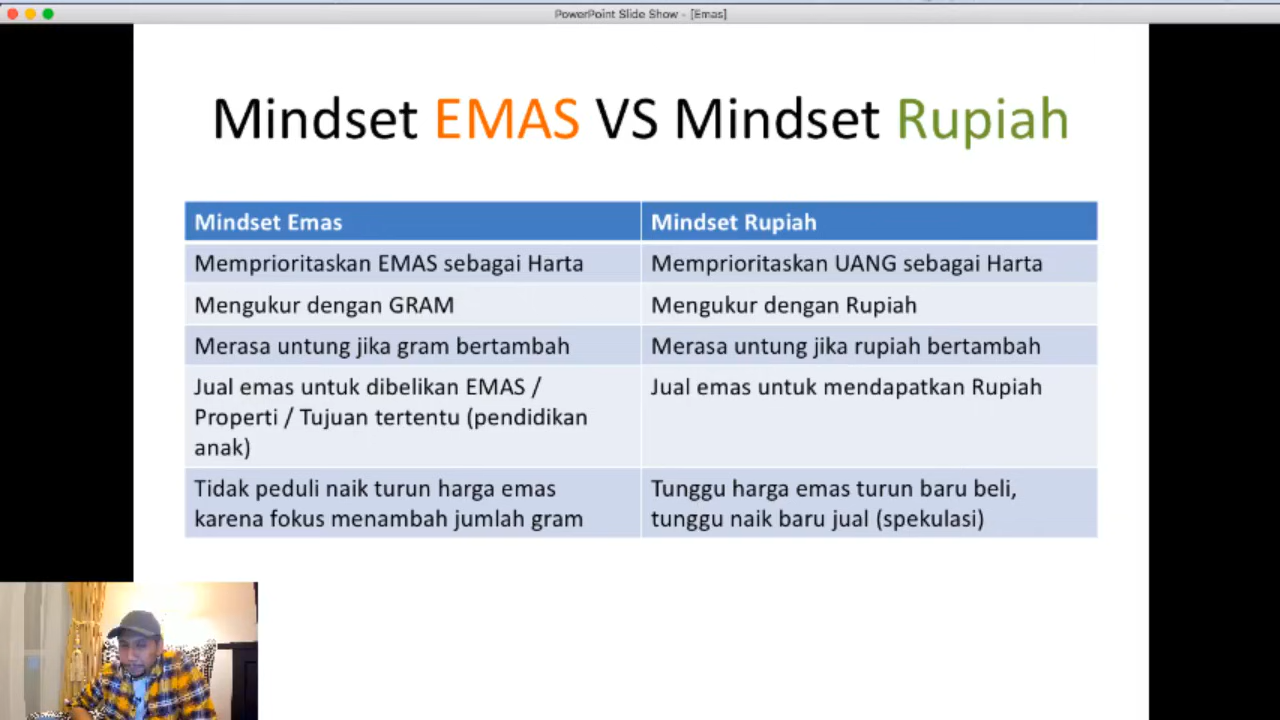 PowerPoint Slide Show - [Emas]
Mindset EMAS VS Mindset Rupiah
Mindset Emas
Mindset Rupiah
Memprioritaskan EMAS sebagai Harta
Memprioritaskan UANG sebagai Harta
Mengukur dengan GRAM
Mengukur dengan Rupiah
Merasa untung jika gram bertambah
Merasa untung jika rupiah bertambah
Jual emas untuk dibelikan EMAS /
Properti / Tujuan tertentu (pendidikan
anak)
Jual emas untuk mendapatkan Rupiah
Tidak peduli naik turun harga emas
karena fokus menambah jumlah gram
Tunggu harga emas turun baru beli,
tunggu naik baru jual (spekulasi)